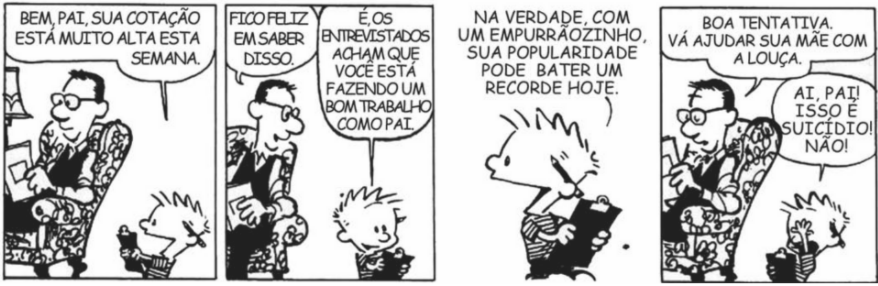 BEM, PAI, SUA COTAÇÃO
ESTÁ MUITO ALTA ESTA
SEMANA.
FICO FELIZ
EM SABER
DISSO.
É, OS
ENTREVISTADOS
ACHAM QUE
VOCÊ ESTÁ
FAZENDO UM
BOM TRABALHO
COMO PAI.
NA VERDADE, COM
UM EMPURRÃOZINHO,
SUA POPULARIDADE
PODE BATER UM
RECORDE HOJE.
BOA TENTATIVA.
VÁ AJUDAR SUA MÃE COM
A LOUÇA.
AI, PAI!
ISSO É
SUICÍDIO!
NÃO!